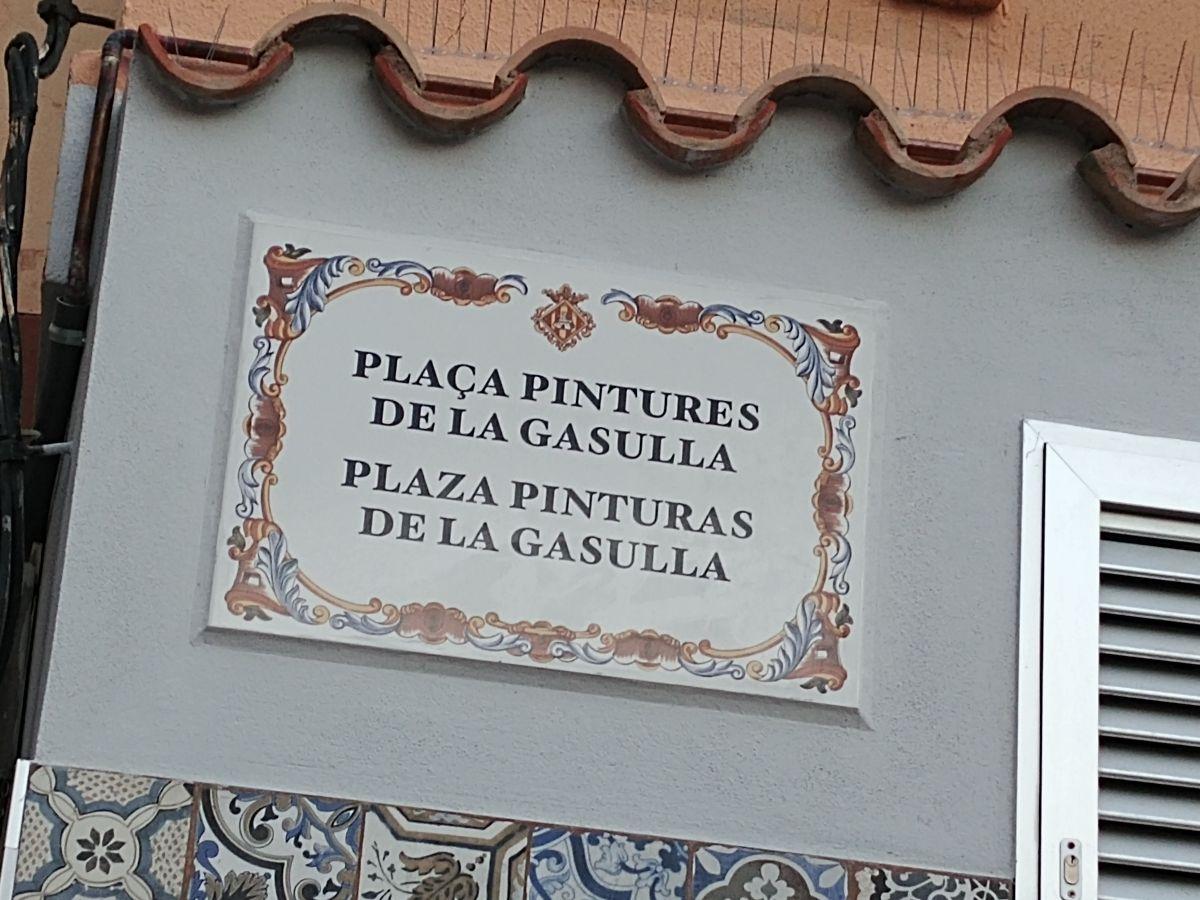 PLAÇA PINTURES
DE LA GASULLA
PLAZA PINTURAS
DE LA GASULLA